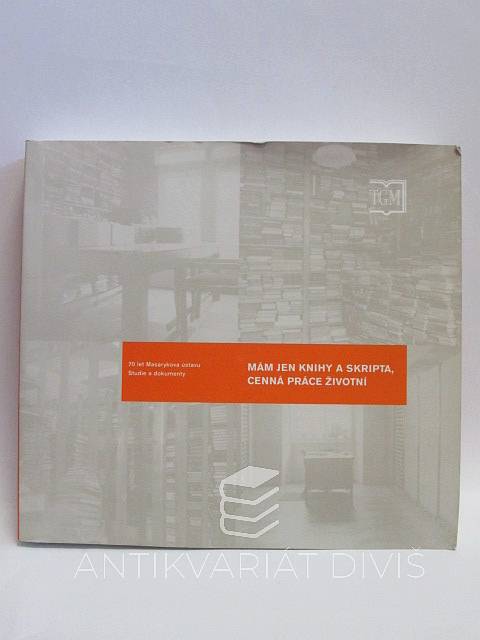 TGM
70 let Masarykova ústavu
Studie a dokumenty
MÁM JEN KNIHY A SKRIPTA,
CENNÁ PRÁCE ŽIVOTNÍ
ANTIKVARIÁT DIVIŠ